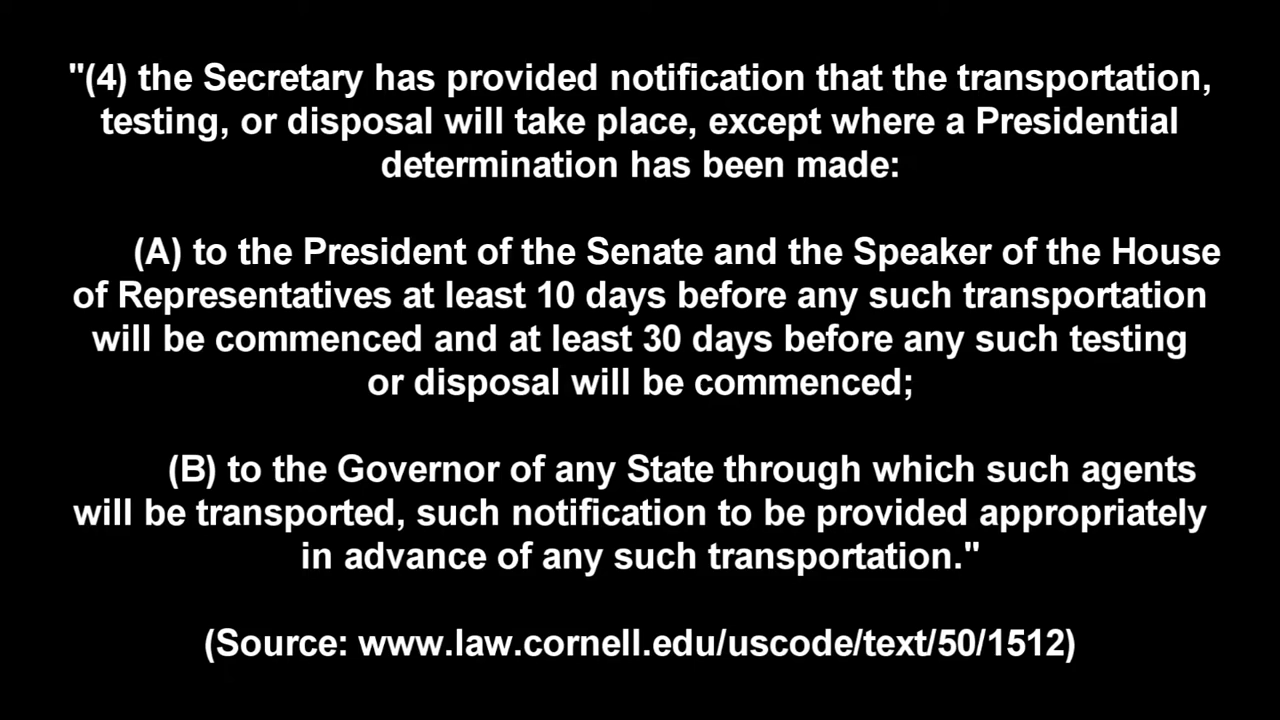 "(4) the Secretary has provided notification that the transportation,
testing, or disposal will take place, except where a Presidential
determination has been made:
(A) to the President of the Senate and the Speaker of the House
of Representatives at least 10 days before any such transportation
will be commenced and at least 30 days before any such testing
or disposal will be commenced;
(B) to the Governor of any State through which such agents
will be transported, such notification to be provided appropriately
in advance of any such transportation."
(Source: www.law.cornell.edu/uscode/text/50/1512)